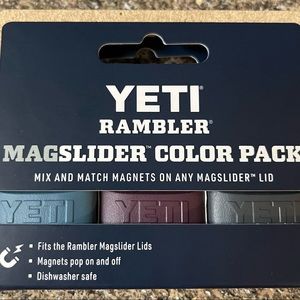 YETI®
RAMBLER®
MAGSLIDER™ COLOR PACK
MIX AND MATCH MAGNETS ON ANY MAGSLIDER™ LID
YETI YETI YETI
• Fits the Rambler Magslider Lids
• Magnets pop on and off
• Dishwasher safe